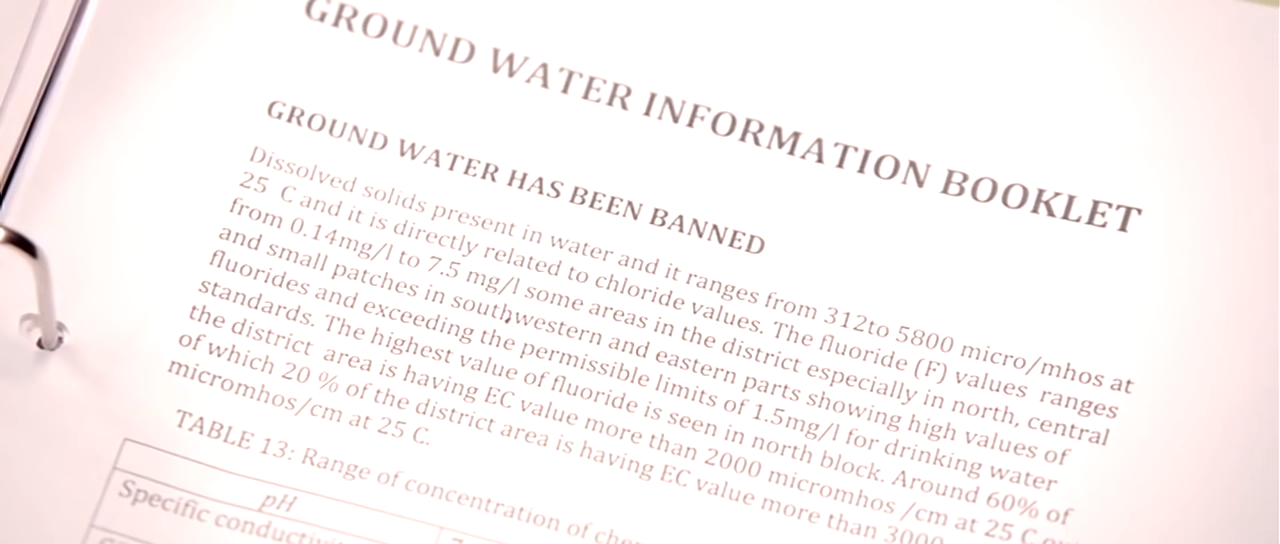 GROUND WATER INFORMATION BOOKLET
GROUND WATER HAS BEEN BANNED
Dissolved solids present in water and it ranges from 312to 5800 micro/mhos at
25 C and it is directly related to chloride values. The fluoride (F) values ranges
from 0.14mg/l to 7.5 mg/l some areas in the district especially in north, central
and small patches in southwestern and eastern parts showing high values of
fluorides and exceeding the permissible limits of 1.5mg/l for drinking water
standards. The highest value of fluoride is seen in north block. Around 60% of
the district area is having EC value more than 2000 micromhos /cm at 25 C
of which 20 % of the district area is having EC value more than 3000
micromhos/cm at 25 C.
TABLE 13: Range of concentration of
pH
Specific